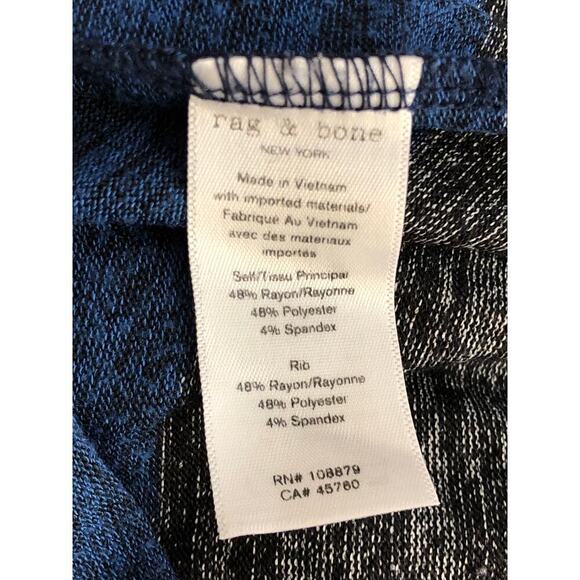 rag & bone
NEW YORK
Made in Vietnam
with imported materials/
Fabrique Au Vietnam
avec des materiaux
importes
Self/Tissu Principal
48% Rayon/Rayonne
48% Polyester
4% Spandex
Rib
48% Rayon/Rayonne
48% Polyester
4% Spandex
RN# 108879
CA# 45760